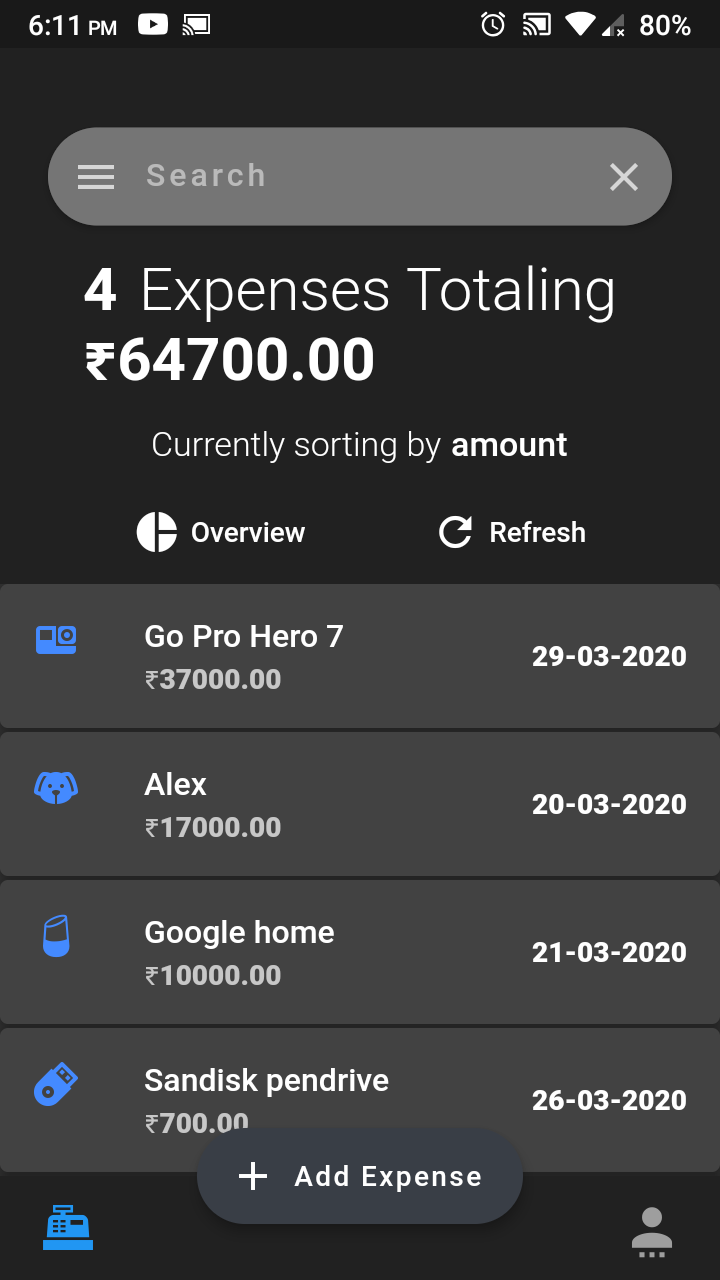 6:11 PM 80%
Search
4 Expenses Totaling
₹64700.00
Currently sorting by amount
Overview Refresh
Go Pro Hero 7
₹37000.00
29-03-2020
Alex
₹17000.00
20-03-2020
Google home
₹10000.00
21-03-2020
Sandisk pendrive
₹700.00
26-03-2020
Add Expense